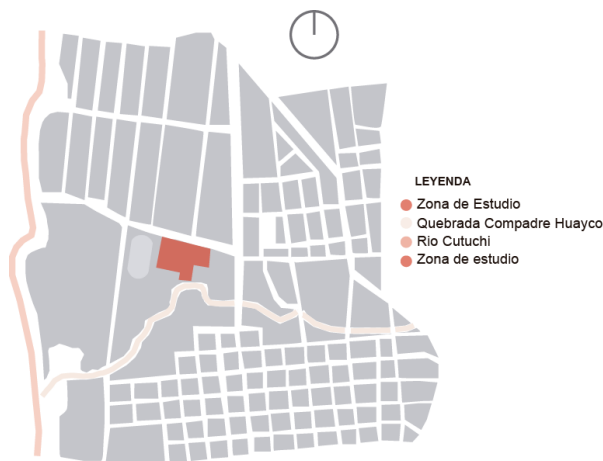 LEYENDA
Zona de Estudio
Quebrada Compadre Huayco
Rio Cutuchi
Zona de estudio